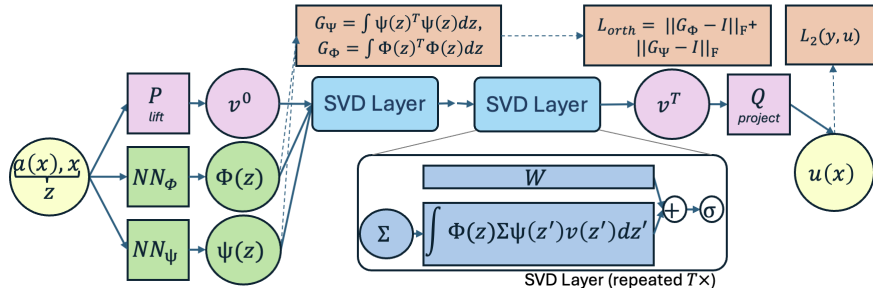 G_Ψ = ∫ ψ(z)^T ψ(z)dz,
G_Φ = ∫ Φ(z)^T Φ(z)dz
L_orth = ||G_Φ − I||_F+
||G_Ψ − I||_F
L_2(y, u)
P
lift
v^0
SVD Layer
SVD Layer
v^T
Q
project
a(x), x
z
NN_Φ
Φ(z)
u(x)
NN_Ψ
ψ(z)
W
Σ
∫ Φ(z)Σψ(z′)v(z′)dz′
+
σ
SVD Layer (repeated T×)